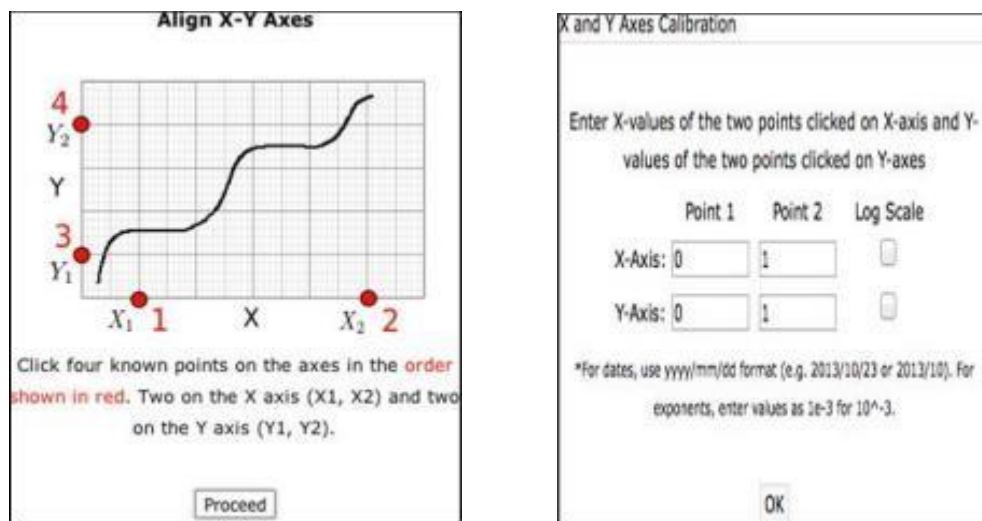 Align X-Y Axes
4
Y2
Y
3
Y1
X1 1 X X2 2
Click four known points on the axes in the order
shown in red. Two on the X axis (X1, X2) and two
on the Y axis (Y1, Y2).
Proceed
X and Y Axes Calibration
Enter X-values of the two points clicked on X-axis and Y-
values of the two points clicked on Y-axes
Point 1 Point 2 Log Scale
X-Axis: 0 1
Y-Axis: 0 1
*For dates, use yyyy/mm/dd format (e.g. 2013/10/23 or 2013/10). For
exponents, enter values as 1e-3 for 10^-3.
OK